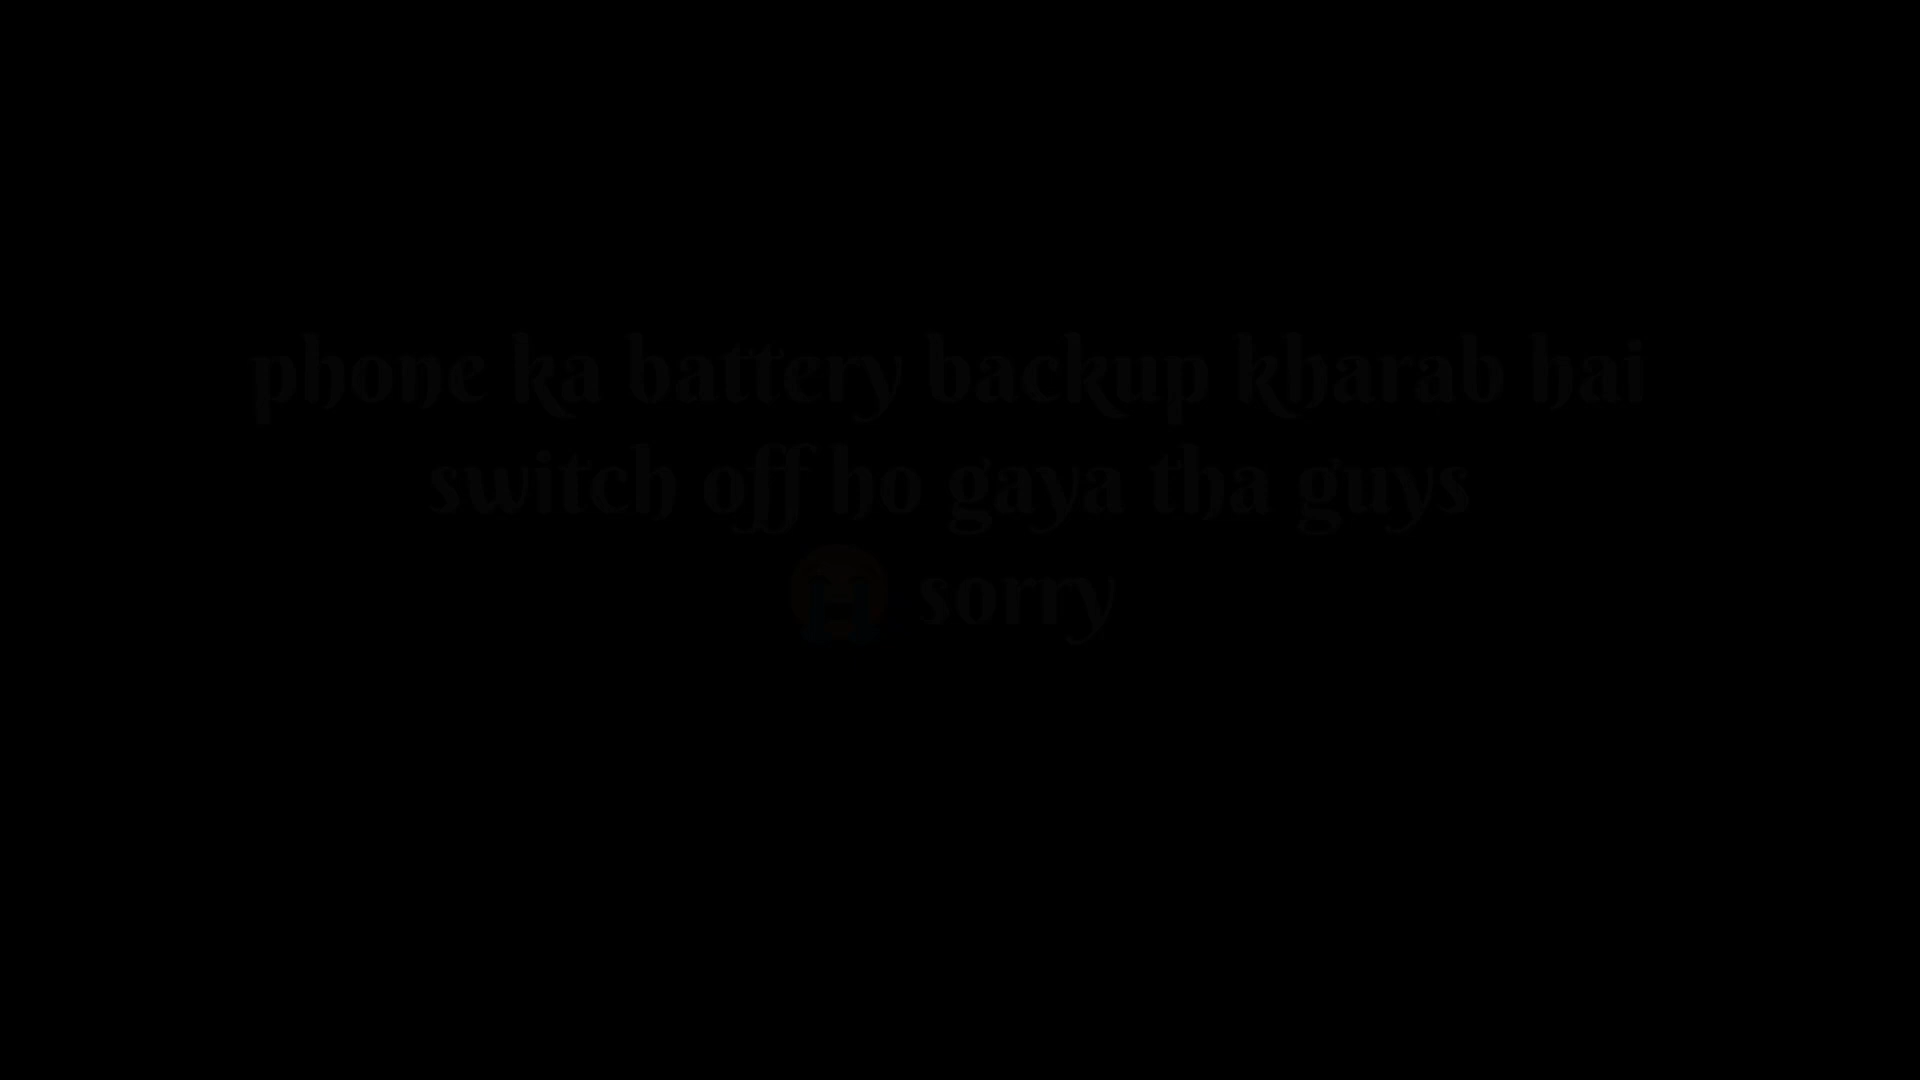 phone ka battery backup kharab hai
switch off ho gaya tha guys
😭 sorry